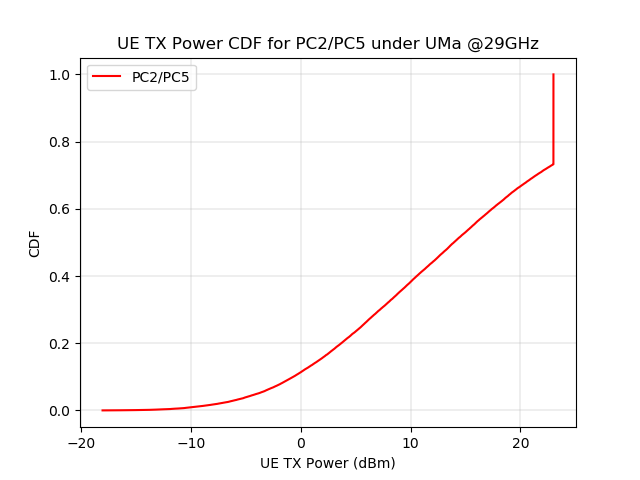 UE TX Power CDF for PC2/PC5 under UMa @29GHz
PC2/PC5
1.0
0.8
0.6
0.4
0.2
0.0
CDF
−20
−10
0
10
20
UE TX Power (dBm)